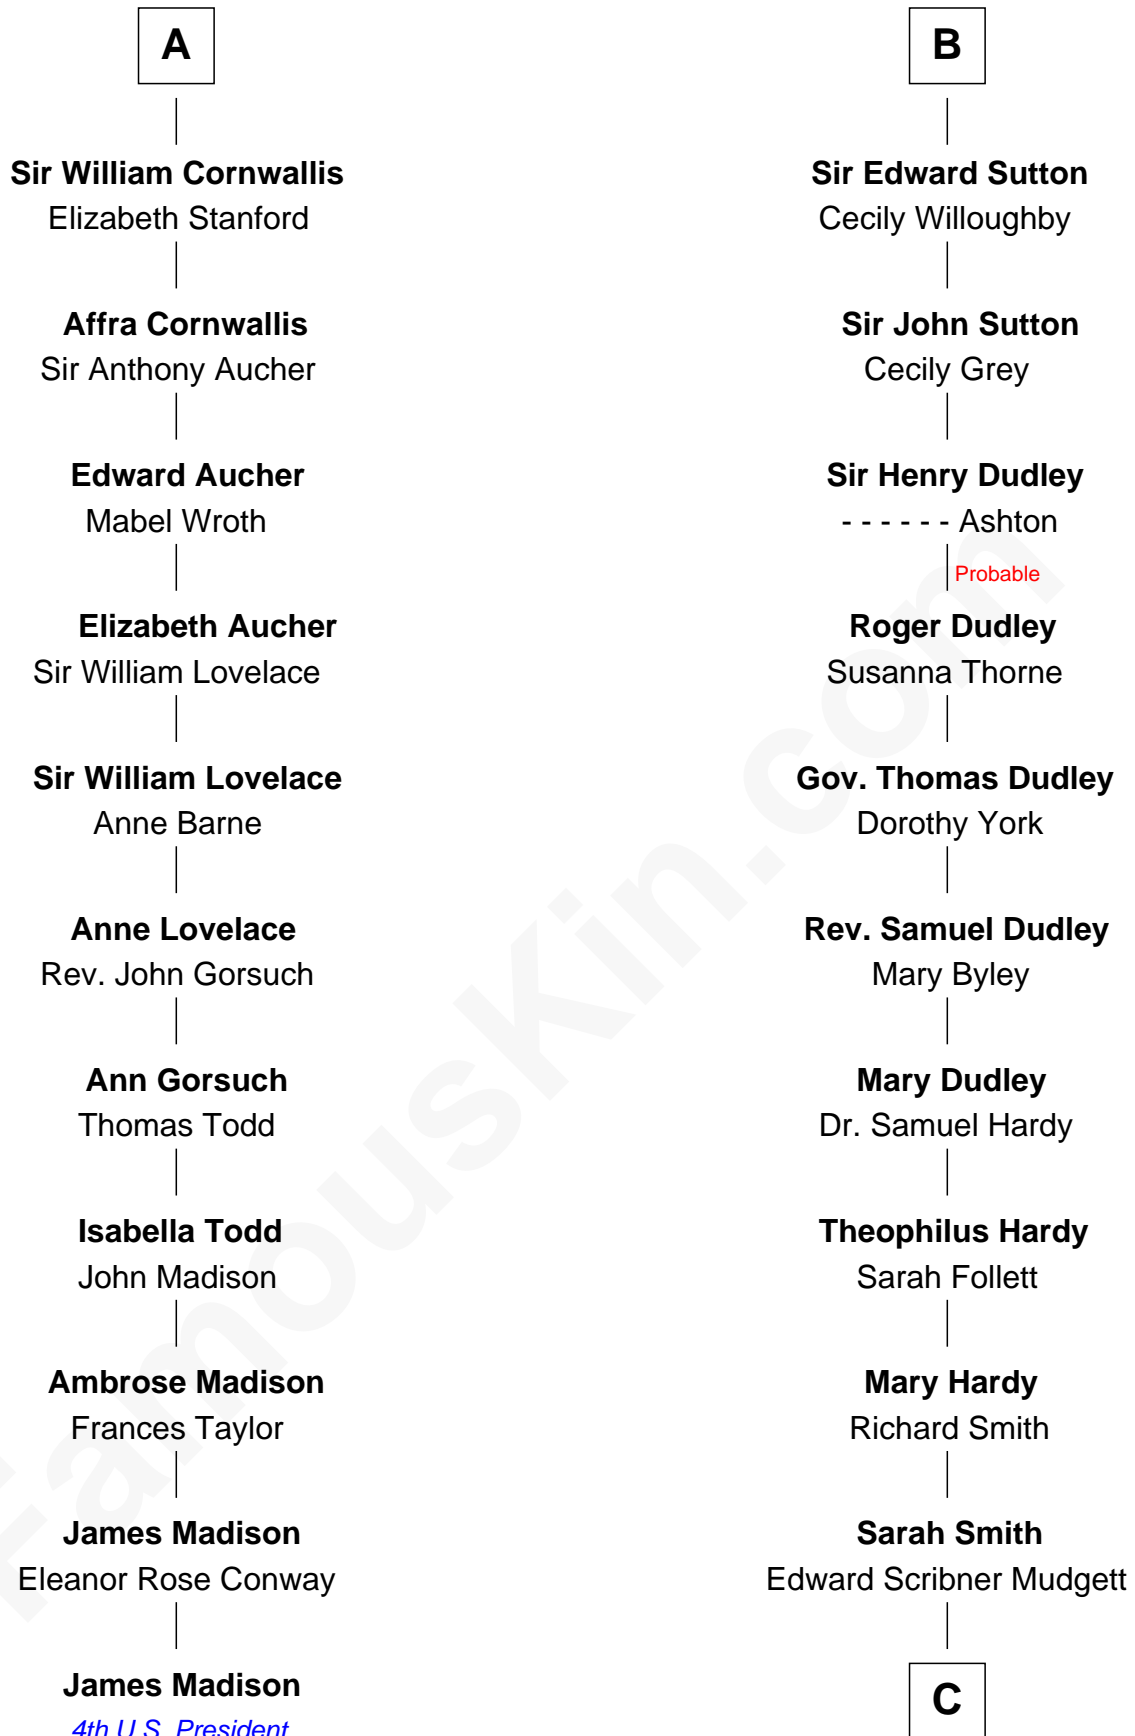 A
Sir William Cornwallis
Elizabeth Stanford
Affra Cornwallis
Sir Anthony Aucher
Edward Aucher
Mabel Wroth
Elizabeth Aucher
Sir William Lovelace
Sir William Lovelace
Anne Barne
Anne Lovelace
Rev. John Gorsuch
Ann Gorsuch
Thomas Todd
Isabella Todd
John Madison
Ambrose Madison
Frances Taylor
James Madison
Eleanor Rose Conway
James Madison
4th U.S. President
B
Sir Edward Sutton
Cecily Willoughby
Sir John Sutton
Cecily Grey
Sir Henry Dudley
- - - - - - Ashton
Probable
Roger Dudley
Susanna Thorne
Gov. Thomas Dudley
Dorothy York
Rev. Samuel Dudley
Mary Byley
Mary Dudley
Dr. Samuel Hardy
Theophilus Hardy
Sarah Follett
Mary Hardy
Richard Smith
Sarah Smith
Edward Scribner Mudgett
C
FamousKin.com